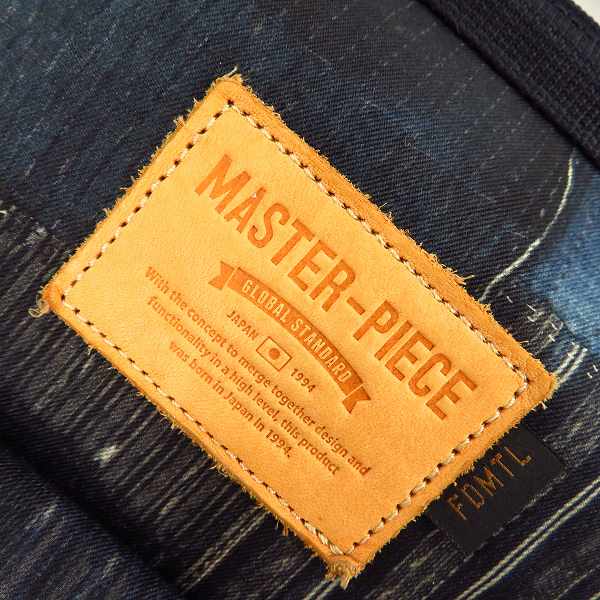 MASTER-PIECE
GLOBAL STANDARD
JAPAN 1994
With the concept to merge together design and
functionality in a high level, this product
was born in Japan in 1994.
FDMTL